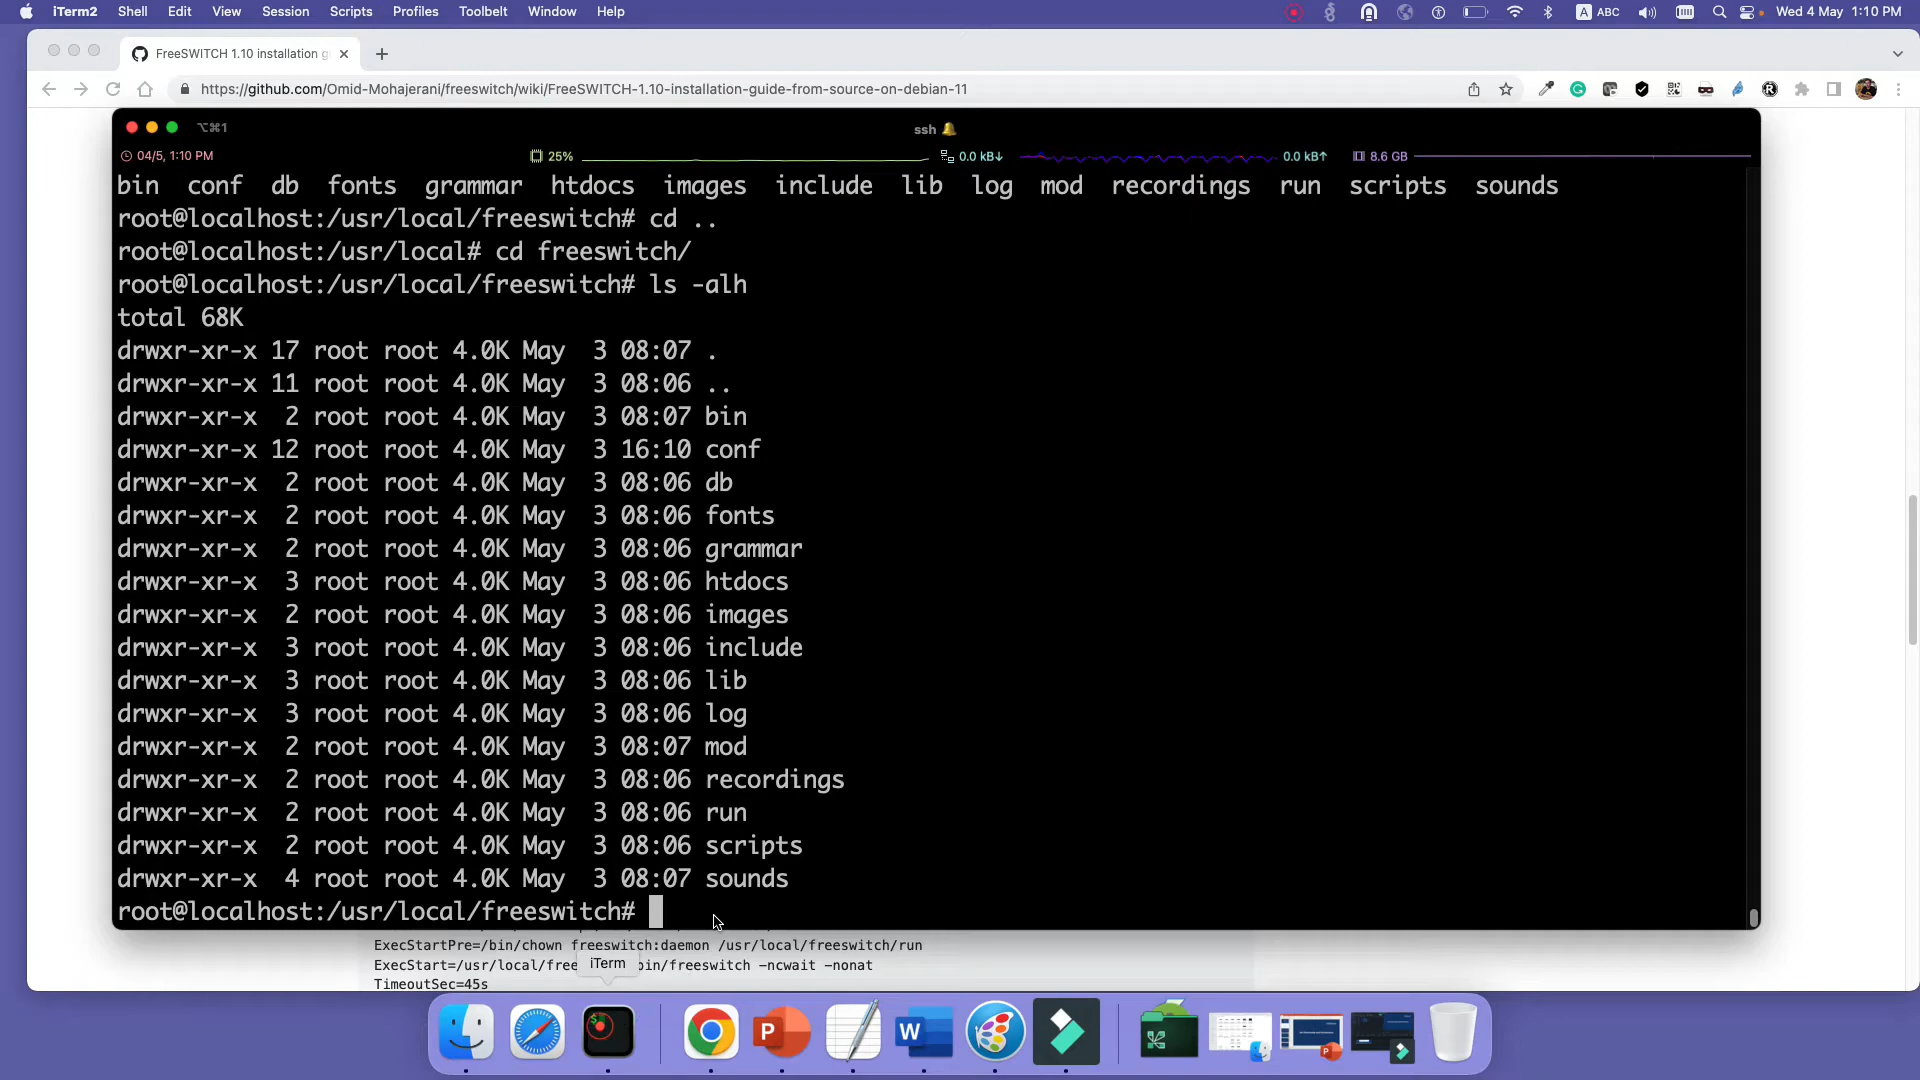 iTerm2 Shell Edit View Session Scripts Profiles Toolbelt Window Help A ABC Wed 4 May 1:10 PM
FreeSWITCH 1.10 installation g
https://github.com/Omid-Mohajerani/freeswitch/wiki/FreeSWITCH-1.10-installation-guide-from-source-on-debian-11
⌥⌘1 ssh 🔔
04/5, 1:10 PM 25% 0.0 kB↓ 0.0 kB↑ 8.6 GB
bin conf db fonts grammar htdocs images include lib log mod recordings run scripts sounds
root@localhost:/usr/local/freeswitch# cd ..
root@localhost:/usr/local# cd freeswitch/
root@localhost:/usr/local/freeswitch# ls -alh
total 68K
drwxr-xr-x 17 root root 4.0K May  3 08:07 .
drwxr-xr-x 11 root root 4.0K May  3 08:06 ..
drwxr-xr-x  2 root root 4.0K May  3 08:07 bin
drwxr-xr-x 12 root root 4.0K May  3 16:10 conf
drwxr-xr-x  2 root root 4.0K May  3 08:06 db
drwxr-xr-x  2 root root 4.0K May  3 08:06 fonts
drwxr-xr-x  2 root root 4.0K May  3 08:06 grammar
drwxr-xr-x  3 root root 4.0K May  3 08:06 htdocs
drwxr-xr-x  2 root root 4.0K May  3 08:06 images
drwxr-xr-x  3 root root 4.0K May  3 08:06 include
drwxr-xr-x  3 root root 4.0K May  3 08:06 lib
drwxr-xr-x  3 root root 4.0K May  3 08:06 log
drwxr-xr-x  2 root root 4.0K May  3 08:07 mod
drwxr-xr-x  2 root root 4.0K May  3 08:06 recordings
drwxr-xr-x  2 root root 4.0K May  3 08:06 run
drwxr-xr-x  2 root root 4.0K May  3 08:06 scripts
drwxr-xr-x  4 root root 4.0K May  3 08:07 sounds
root@localhost:/usr/local/freeswitch#
ExecStartPre=/bin/chown freeswitch:daemon /usr/local/freeswitch/run
ExecStart=/usr/local/free bin/freeswitch -ncwait -nonat
iTerm
TimeoutSec=45s